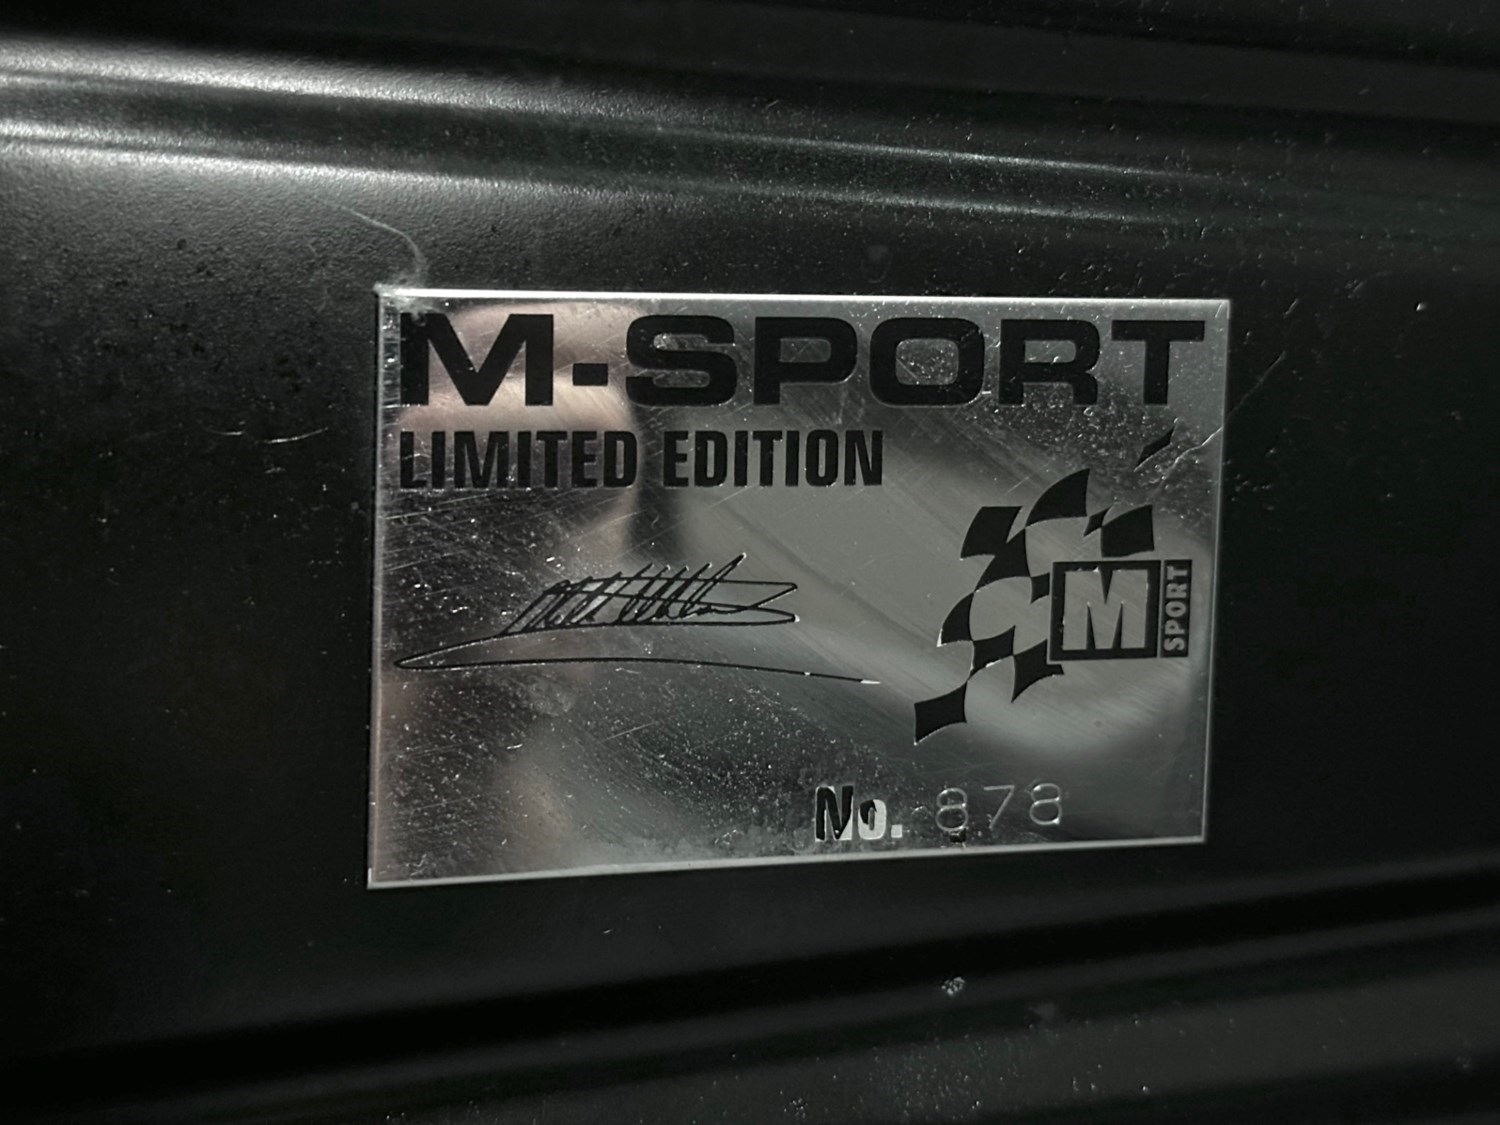 M-SPORT
LIMITED EDITION
M SPORT
No. 878